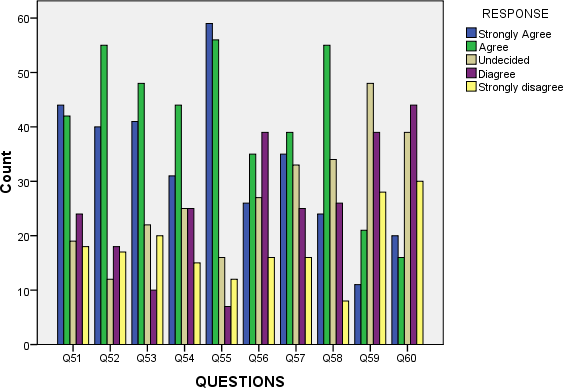 RESPONSE
Strongly Agree
Agree
Undecided
Diagree
Strongly disagree
Count
60
50
40
30
20
10
0
Q51 Q52 Q53 Q54 Q55 Q56 Q57 Q58 Q59 Q60
QUESTIONS